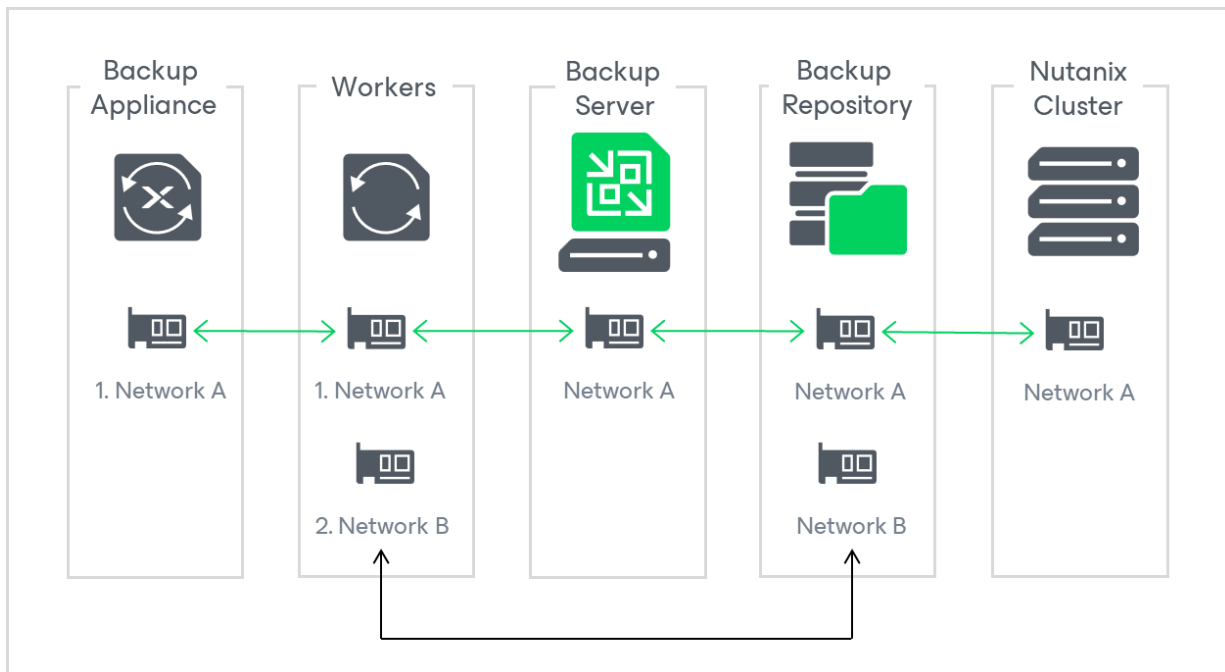 Backup
Appliance
Workers
Backup
Server
Backup
Repository
Nutanix
Cluster
1. Network A
1. Network A
Network A
Network A
Network A
2. Network B
Network B